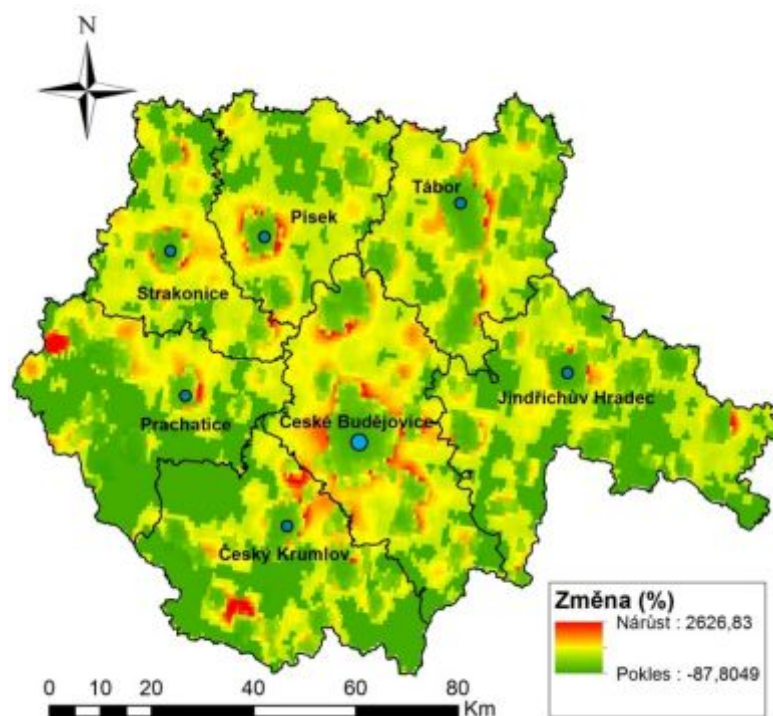 N
Tábor
Písek
Strakonice
Jindřichův Hradec
Prachatice
České Budějovice
Český Krumlov
Změna (%)
Nárůst : 2626,83
Pokles : -87,8049
0 20 40 60 80
Km